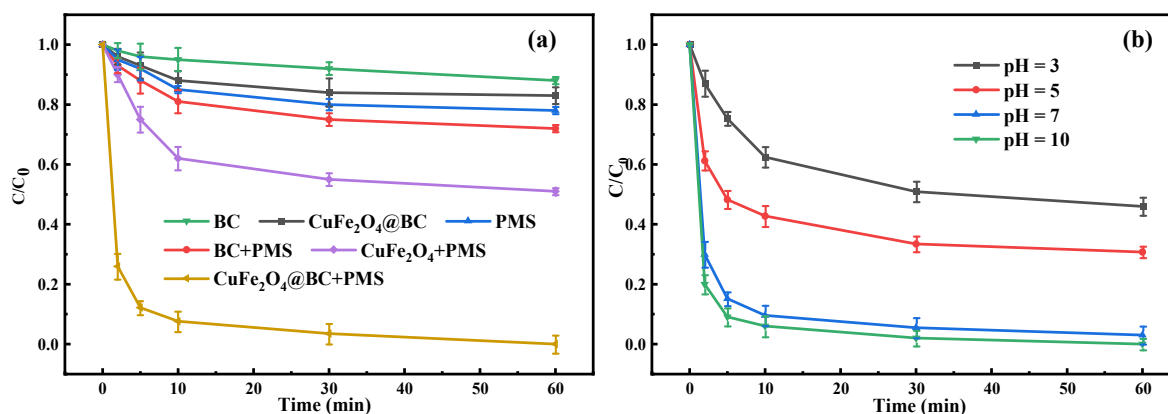 (a)
1.0
0.8
0.6
0.4
0.2
0.0
C/C₀
BC CuFe₂O₄@BC PMS
BC+PMS CuFe₂O₄+PMS
CuFe₂O₄@BC+PMS
0 10 20 30 40 50 60
Time (min)
(b)
1.0
0.8
0.6
0.4
0.2
0.0
C/C₀
pH = 3
pH = 5
pH = 7
pH = 10
0 10 20 30 40 50 60
Time (min)